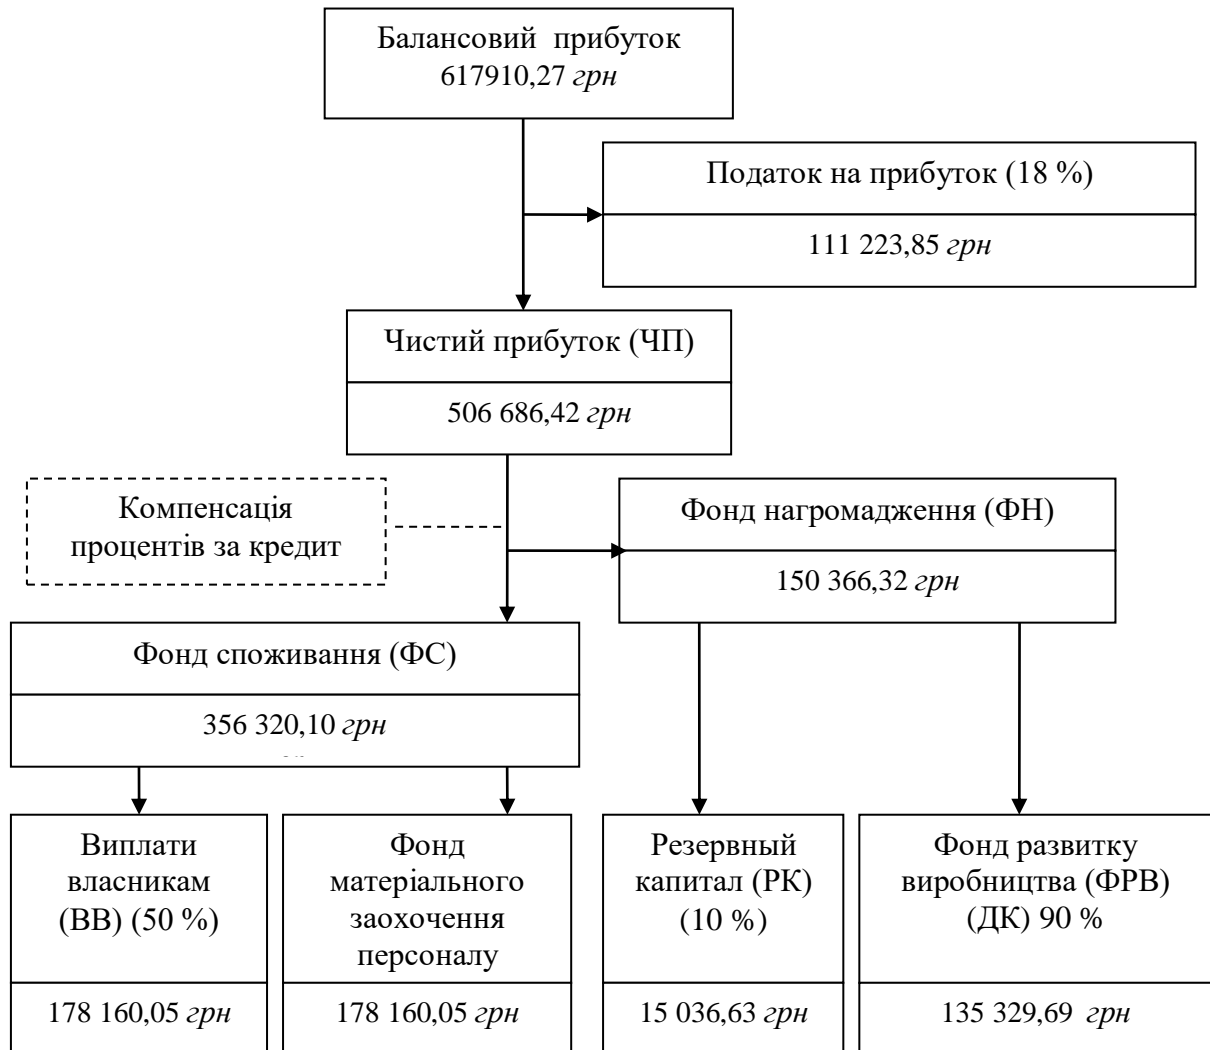 Балансовий прибуток
617910,27 грн
Податок на прибуток (18 %)
111 223,85 грн
Чистий прибуток (ЧП)
506 686,42 грн
Компенсація
процентів за кредит
Фонд нагромадження (ФН)
150 366,32 грн
Фонд споживання (ФС)
356 320,10 грн
Виплати
власникам
(ВВ) (50 %)
178 160,05 грн
Фонд
матеріального
заохочення
персоналу
178 160,05 грн
Резервный
капитал (РК)
(10 %)
15 036,63 грн
Фонд развитку
виробництва (ФРВ)
(ДК) 90 %
135 329,69 грн